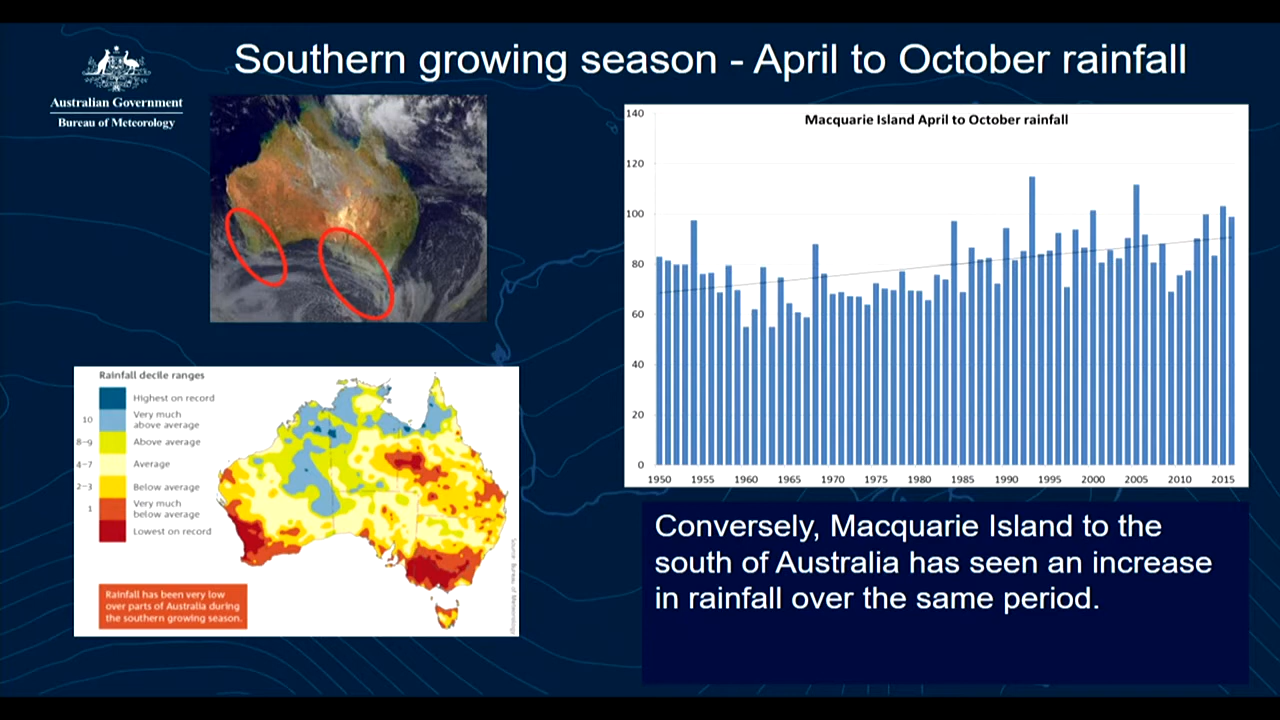 Southern growing season - April to October rainfall
Australian Government
Bureau of Meteorology
Macquarie Island April to October rainfall
140
120
100
80
60
40
20
0
1950 1955 1960 1965 1970 1975 1980 1985 1990 1995 2000 2005 2010 2015
Rainfall decile ranges
Highest on record
10 Very much
above average
8–9 Above average
4–7 Average
2–3 Below average
1 Very much
below average
Lowest on record
Rainfall has been very low
over parts of Australia during
the southern growing season.
Source: Bureau of Meteorology
Conversely, Macquarie Island to the
south of Australia has seen an increase
in rainfall over the same period.